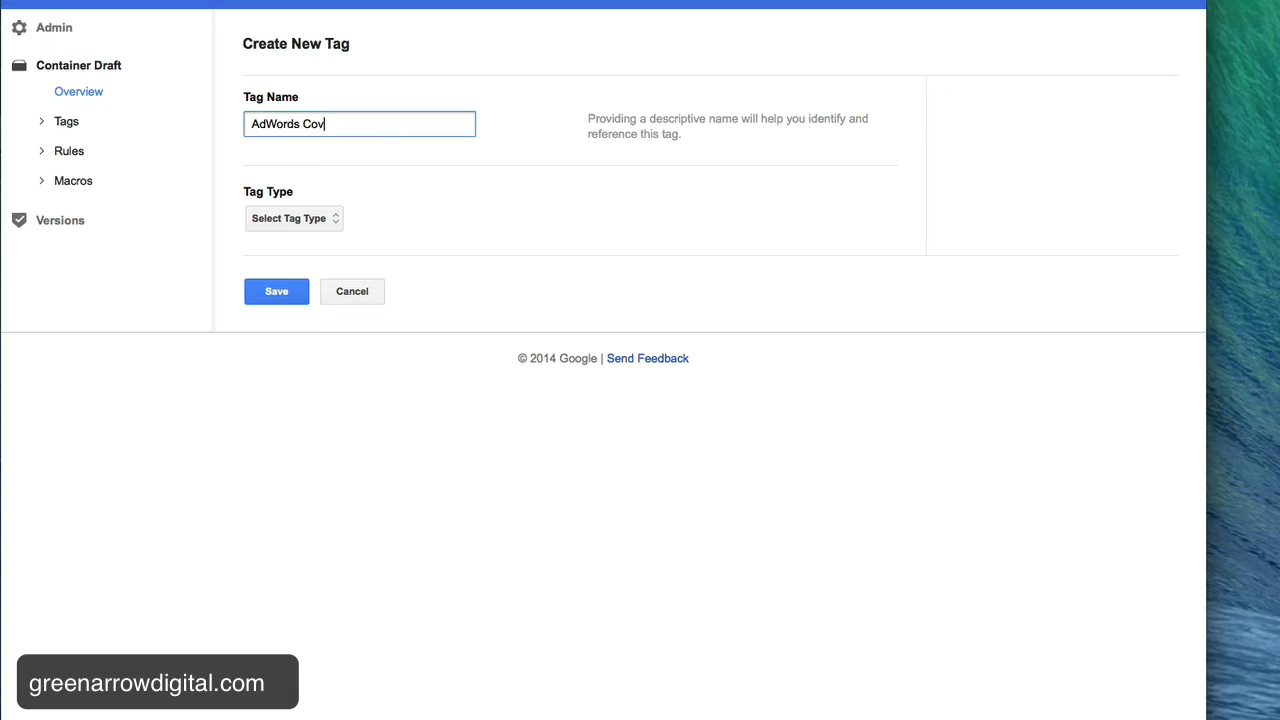 Admin
Container Draft
Overview
Tags
Rules
Macros
Versions
Create New Tag
Tag Name
AdWords Cov
Providing a descriptive name will help you identify and
reference this tag.
Tag Type
Select Tag Type
Save
Cancel
© 2014 Google | Send Feedback
greenarrowdigital.com